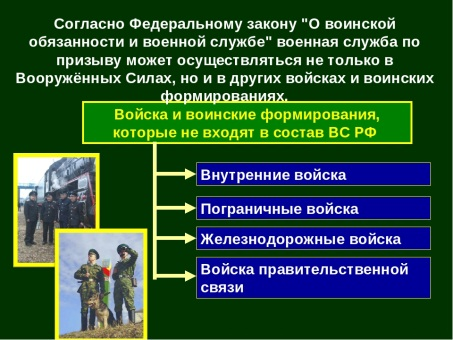 Согласно Федеральному закону "О воинской
обязанности и военной службе" военная служба по
призыву может осуществляться не только в
Вооружённых Силах, но и в других войсках и воинских
формированиях.
Войска и воинские формирования,
которые не входят в состав ВС РФ
Внутренние войска
Пограничные войска
Железнодорожные войска
Войска правительственной
связи